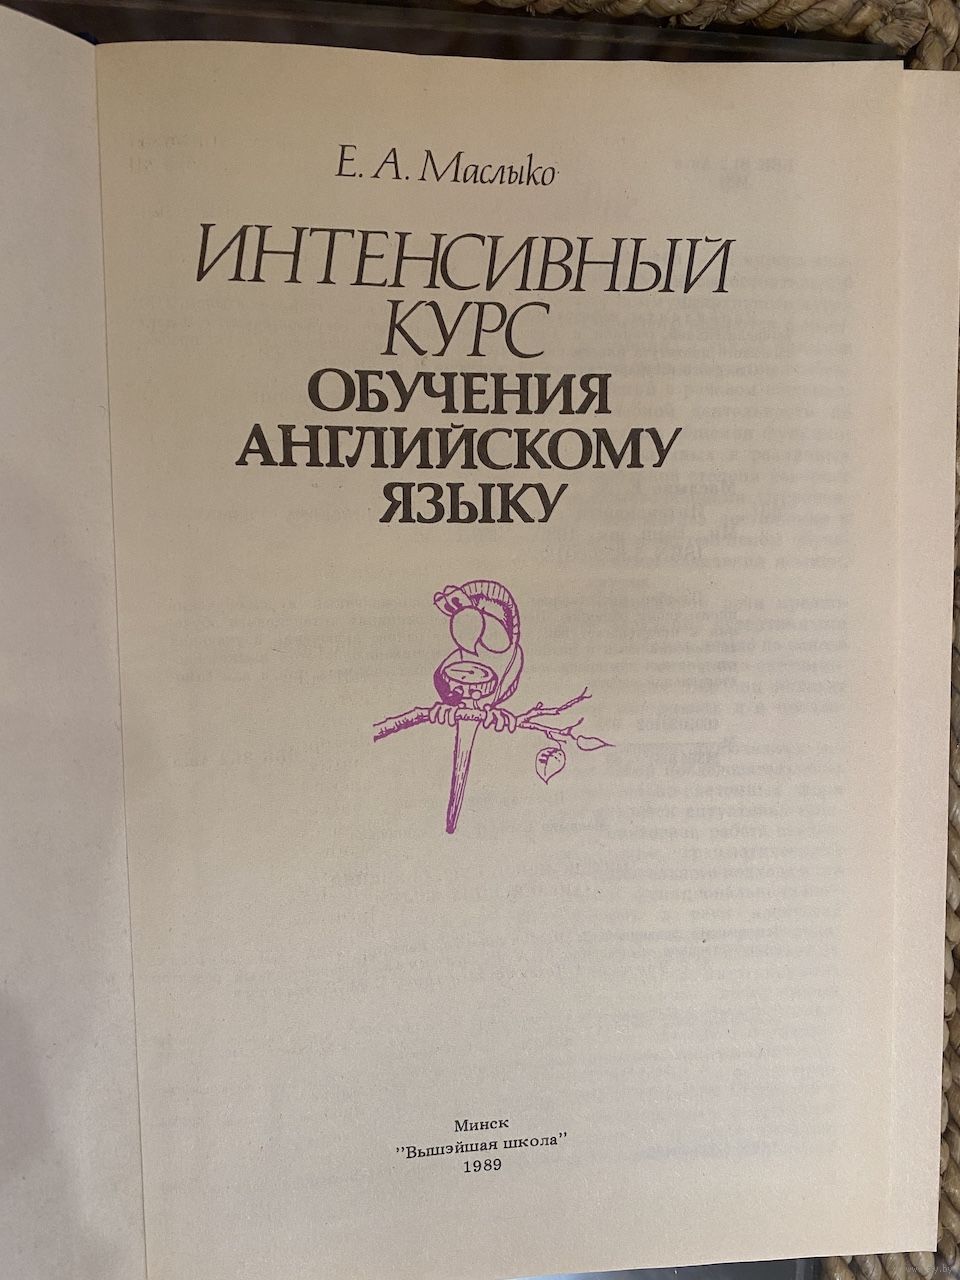 Е. А. Маслыко
ИНТЕНСИВНЫЙ
КУРС
ОБУЧЕНИЯ
АНГЛИЙСКОМУ
ЯЗЫКУ
Минск
"Вышэйшая школа"
1989